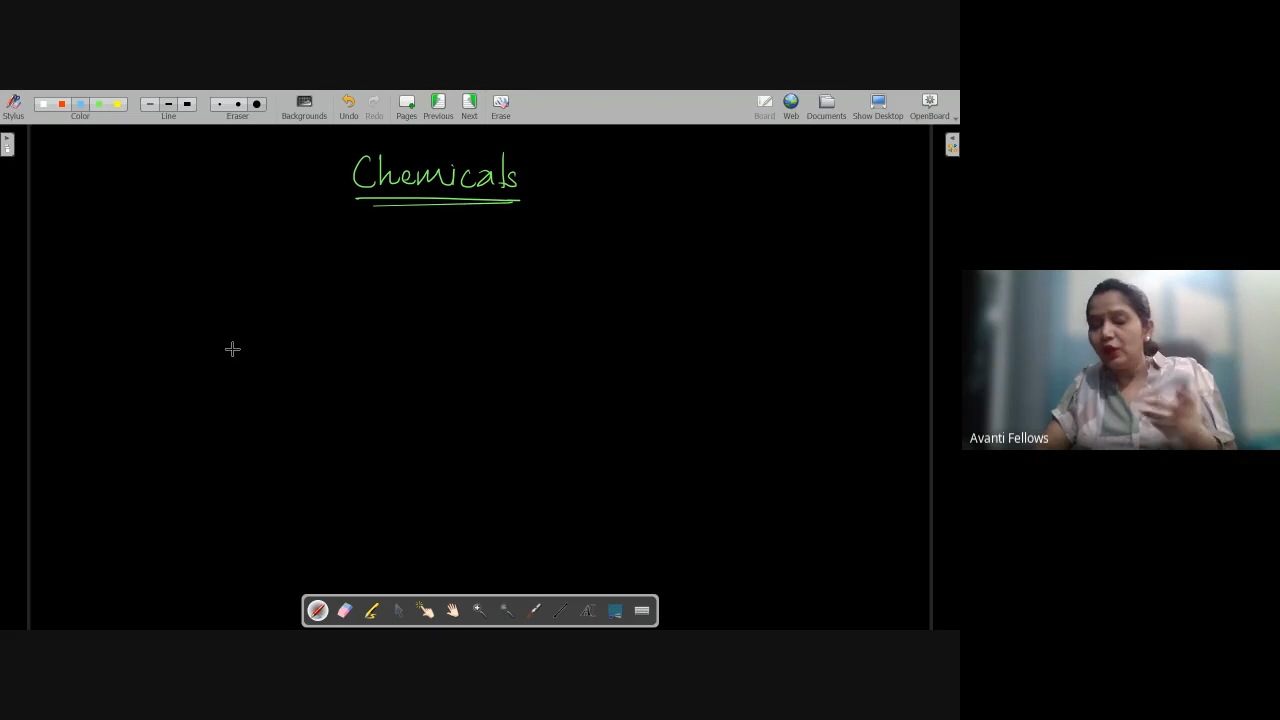 Stylus Color Line Eraser Backgrounds Undo Redo Pages Previous Next Erase Board Web Documents Show Desktop OpenBoard
Chemicals
Avanti Fellows